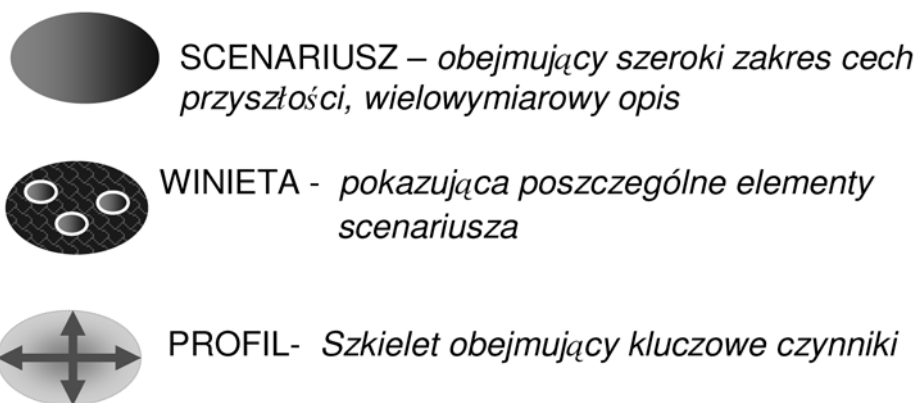 SCENARIUSZ – obejmujący szeroki zakres cech
przyszłości, wielowymiarowy opis
WINIETA - pokazująca poszczególne elementy
scenariusza
PROFIL- Szkielet obejmujący kluczowe czynniki